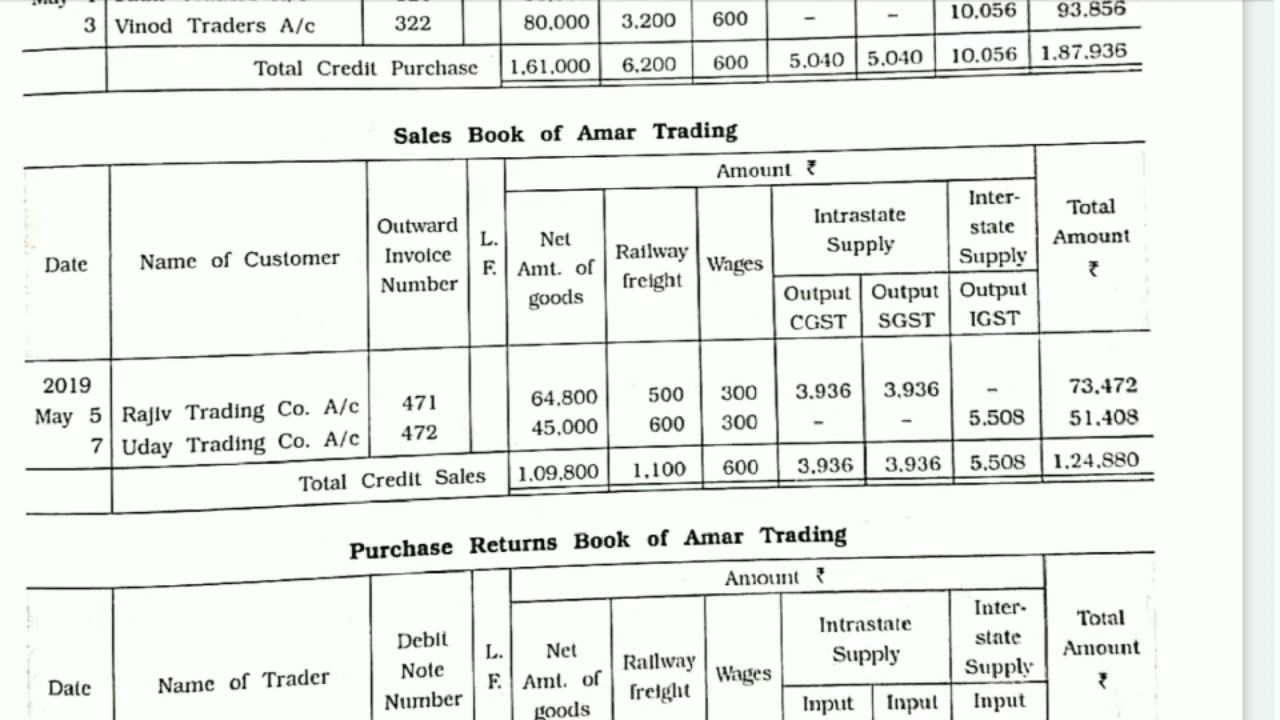 3 Vinod Traders A/c 322 80,000 3,200 600 – – 10,056 93,856
Total Credit Purchase 1,61,000 6,200 600 5,040 5,040 10,056 1,87,936
Sales Book of Amar Trading
Date Name of Customer Outward Invoice Number L. F. Amount ₹ Total Amount ₹
Net Amt. of goods Railway freight Wages Intrastate Supply Inter-state Supply
Output CGST Output SGST Output IGST
2019
May 5 Rajiv Trading Co. A/c 471 64,800 500 300 3,936 3,936 – 73,472
7 Uday Trading Co. A/c 472 45,000 600 300 – – 5,508 51,408
Total Credit Sales 1,09,800 1,100 600 3,936 3,936 5,508 1,24,880
Purchase Returns Book of Amar Trading
Date Name of Trader Debit Note Number L. F. Amount ₹ Total Amount ₹
Net Amt. of goods Railway freight Wages Intrastate Supply Inter-state Supply
Input Input Input